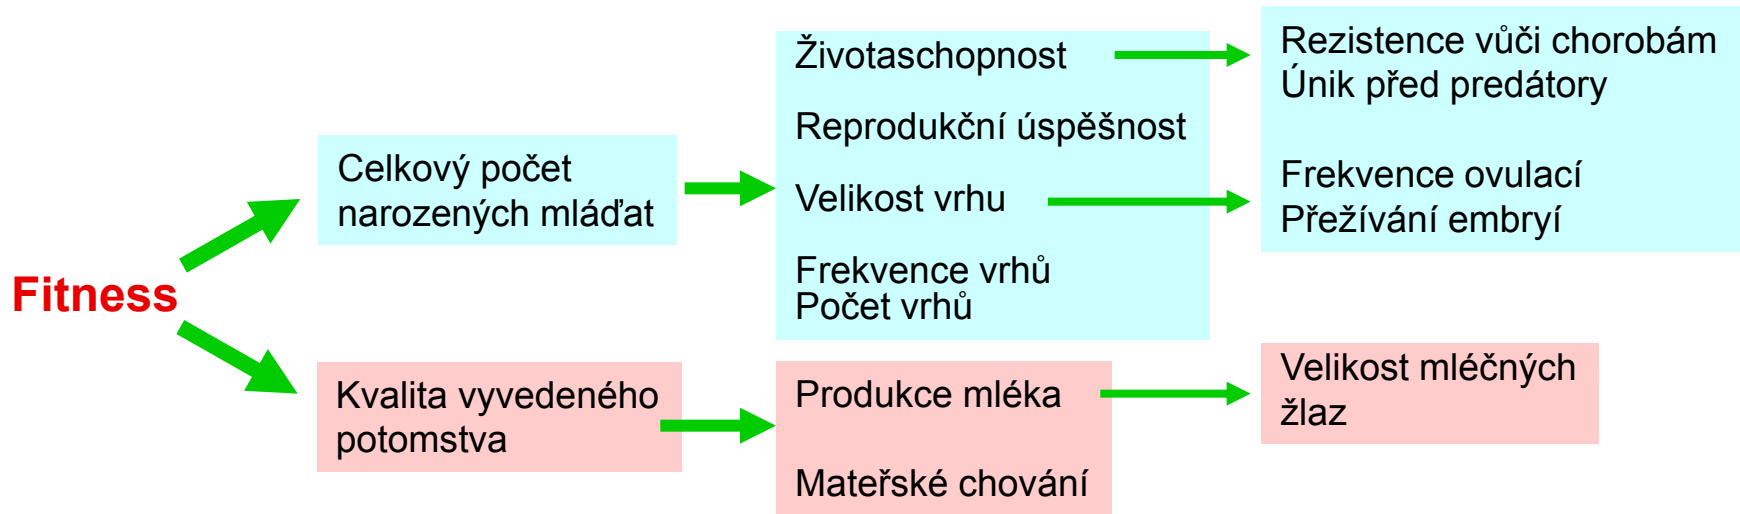 Fitness
Celkový počet
narozených mláďat
Životaschopnost
Reprodukční úspěšnost
Velikost vrhu
Frekvence vrhů
Počet vrhů
Rezistence vůči chorobám
Únik před predátory
Frekvence ovulací
Přežívání embryí
Kvalita vyvedeného
potomstva
Produkce mléka
Mateřské chování
Velikost mléčných
žlaz